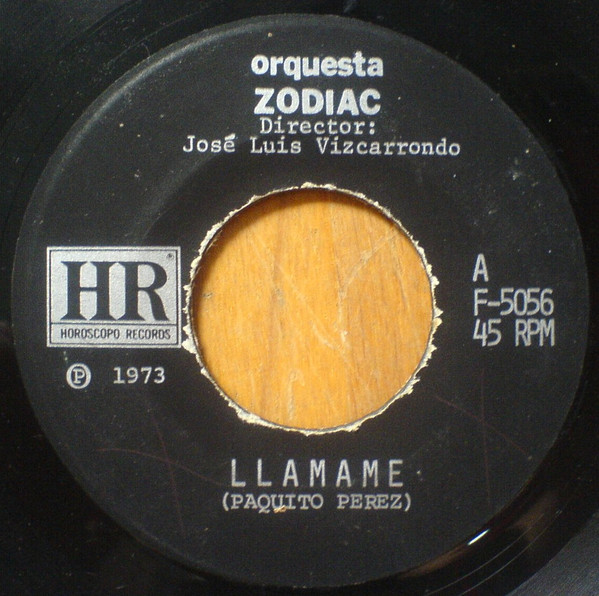 orquesta
ZODIAC
Director:
José Luis Vizcarrondo
HR®
HOROSCOPO RECORDS
℗ 1973
A
F-5056
45 RPM
LLAMAME
(PAQUITO PEREZ)